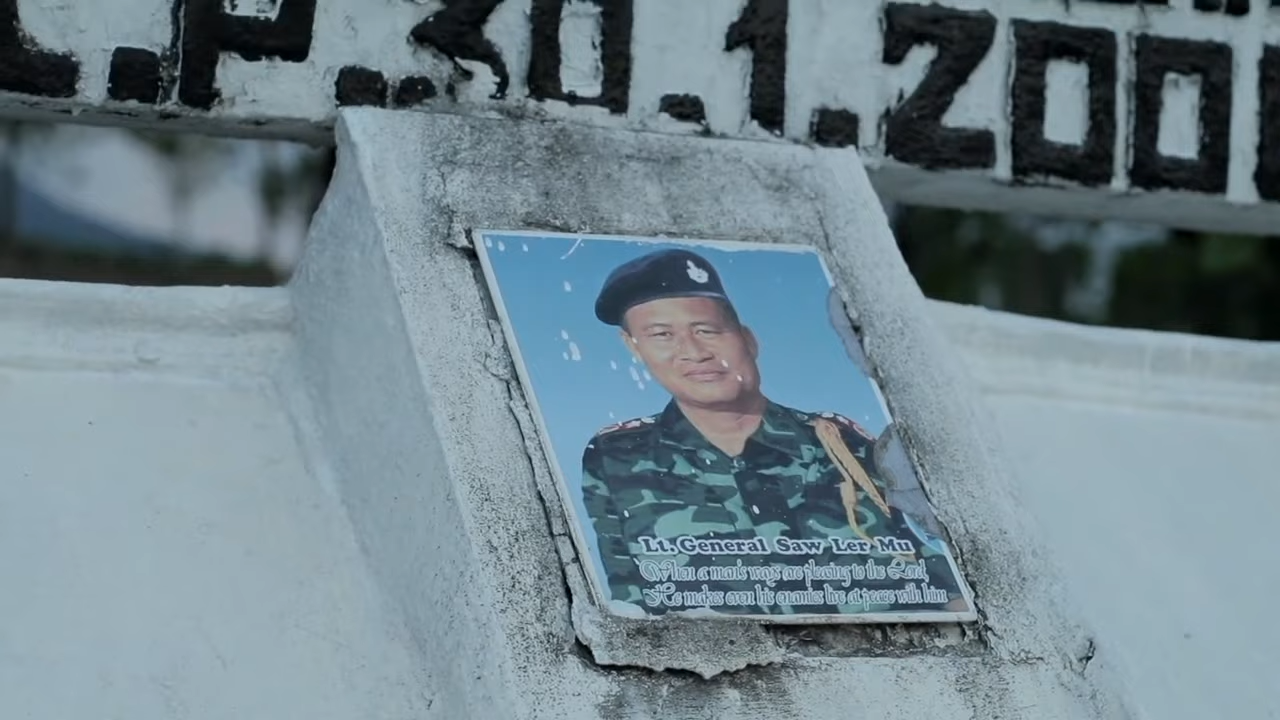 .P.30.1.200
Lt. General Saw Ler Mu
When a man's ways are pleasing to the Lord,
He makes even his enemies live at peace with him